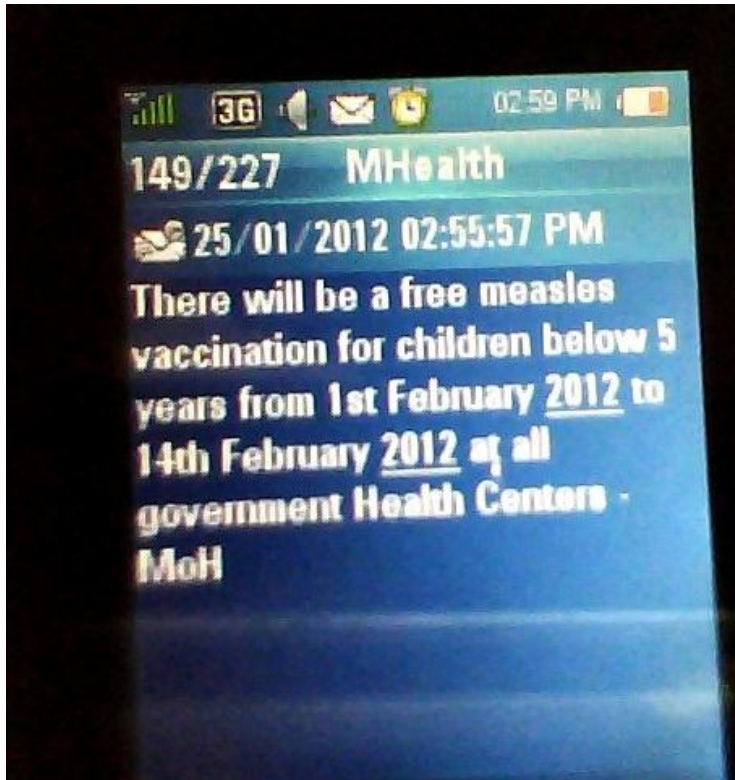 3G 02:59 PM
149/227 MHealth
25/01/2012 02:55:57 PM
There will be a free measles
vaccination for children below 5
years from 1st February 2012 to
14th February 2012 at all
government Health Centers -
MoH